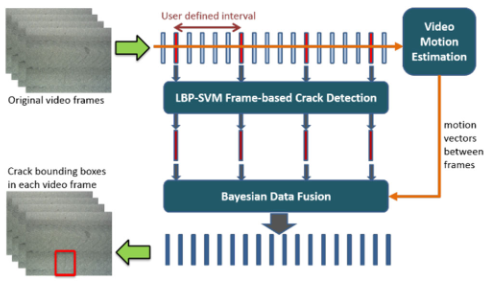 User defined interval
Video
Motion
Estimation
Original video frames
LBP-SVM Frame-based Crack Detection
motion
vectors
between
frames
Crack bounding boxes
in each video frame
Bayesian Data Fusion